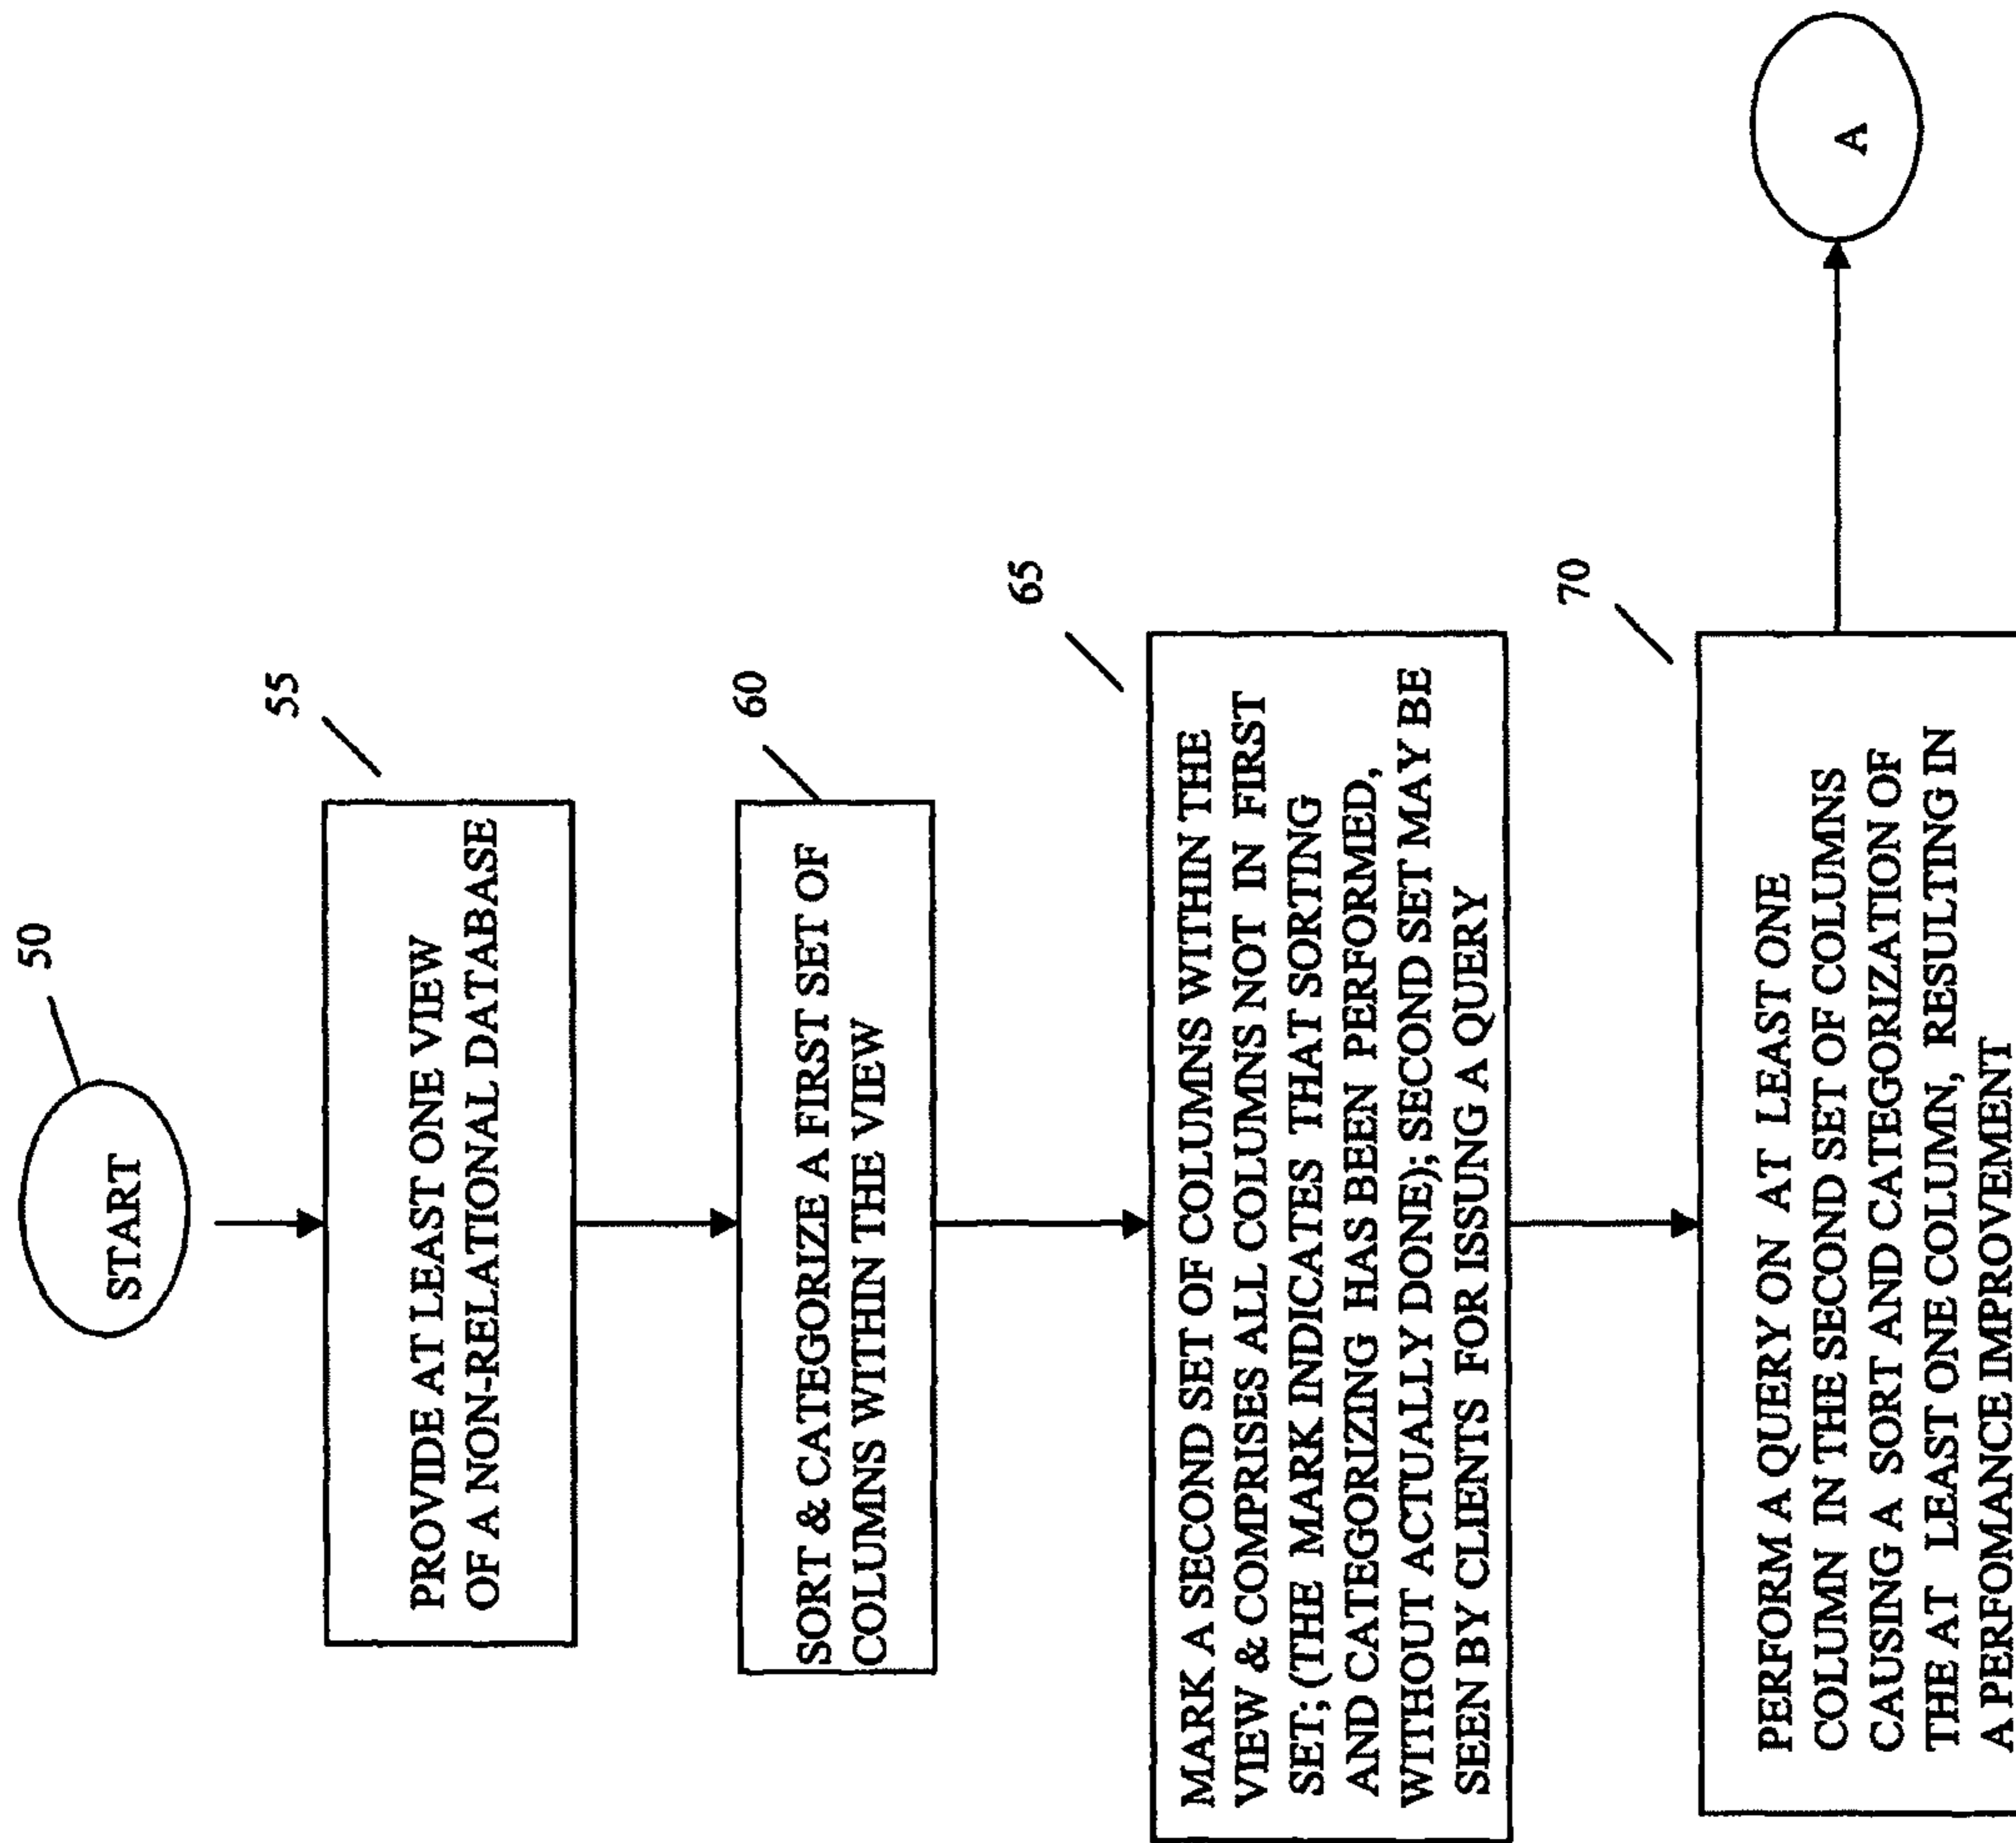 50
START
55
PROVIDE AT LEAST ONE VIEW
OF A NON-RELATIONAL DATABASE
60
SORT & CATEGORIZE A FIRST SET OF
COLUMNS WITHIN THE VIEW
65
MARK A SECOND SET OF COLUMNS WITHIN THE
VIEW & COMPRISES ALL COLUMNS NOT IN FIRST
SET; (THE MARK INDICATES THAT SORTING
AND CATEGORIZING HAS BEEN PERFORMED,
WITHOUT ACTUALLY DONE); SECOND SET MAY BE
SEEN BY CLIENTS FOR ISSUNG A QUERY
70
PERFORM A QUERY ON AT LEAST ONE
COLUMN IN THE SECOND SET OF COLUMNS
CAUSING A SORT AND CATEGORIZATION OF
THE AT LEAST ONE COLUMN, RESULTING IN
A PERFOMANCE IMPROVEMENT
A